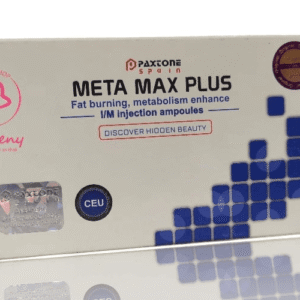 PAXTONE
spain
META MAX PLUS
Fat burning, metabolism enhance
I/M injection ampoules
DISCOVER HIDDEN BEAUTY
CEU